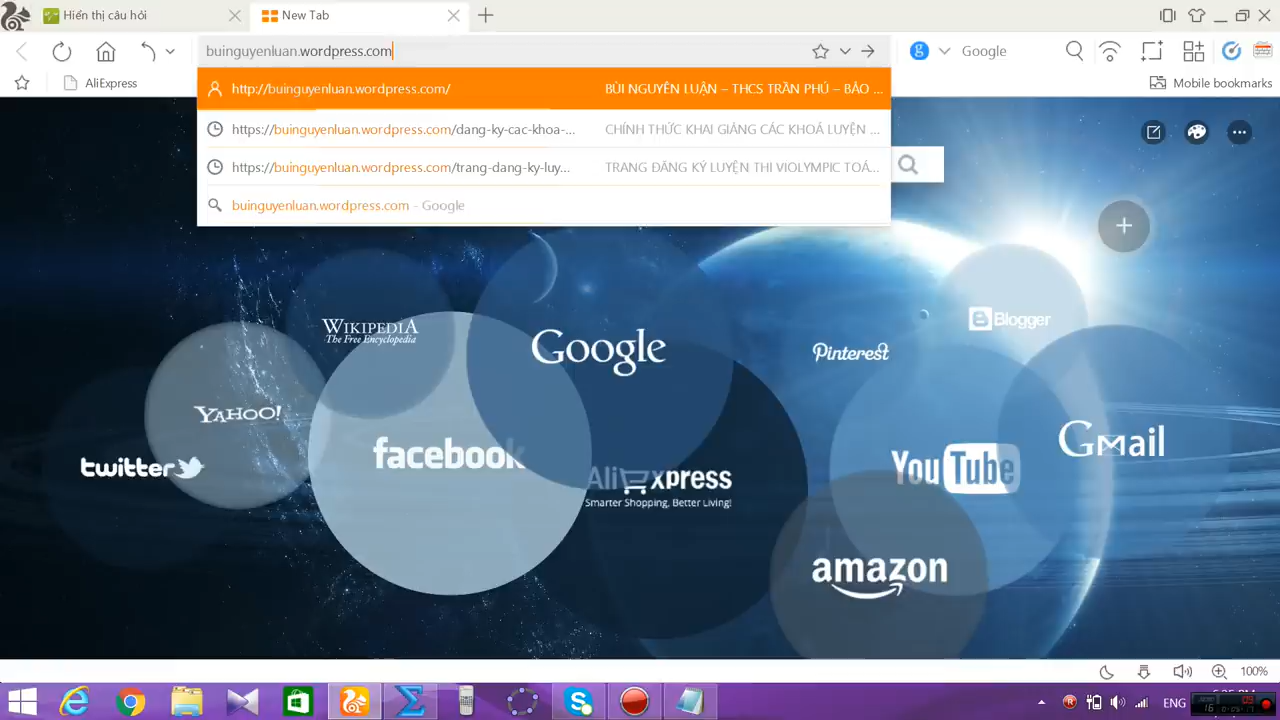 Hiển thị câu hỏi
New Tab
buinguyenluan.wordpress.com
Google
AliExpress
Mobile bookmarks
http://buinguyenluan.wordpress.com/ BÙI NGUYÊN LUẬN – THCS TRẦN PHÚ – BẢO ...
https://buinguyenluan.wordpress.com/dang-ky-cac-khoa-... CHÍNH THỨC KHAI GIẢNG CÁC KHOÁ LUYỆN ...
https://buinguyenluan.wordpress.com/trang-dang-ky-luy... TRANG ĐĂNG KÝ LUYỆN THI VIOLYMPIC TOÁ...
buinguyenluan.wordpress.com - Google
WIKIPEDIA
The Free Encyclopedia
Google
Pinterest
Blogger
YAHOO!
twitter
facebook
AliExpress
Smarter Shopping, Better Living!
YouTube
Gmail
amazon
100%
ENG